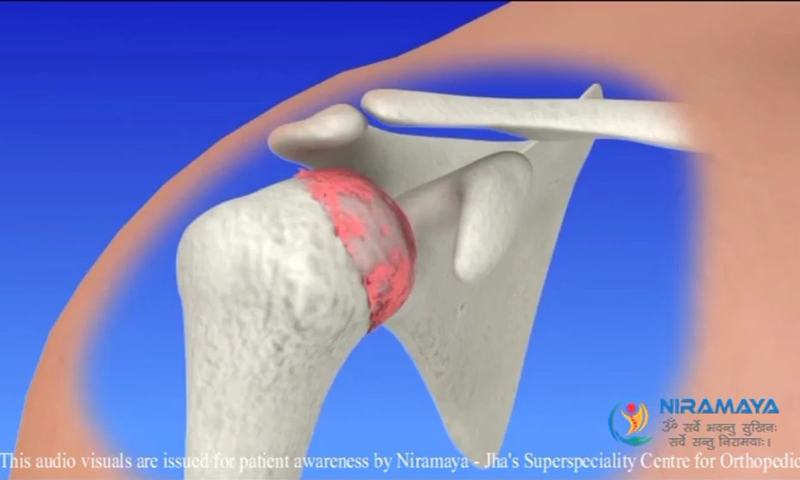 NIRAMAYA
ॐ सर्वे भवन्तु सुखिनः
सर्वे सन्तु निरामयाः।
This audio visuals are issued for patient awareness by Niramaya - Jha's Superspeciality Centre for Orthopedic